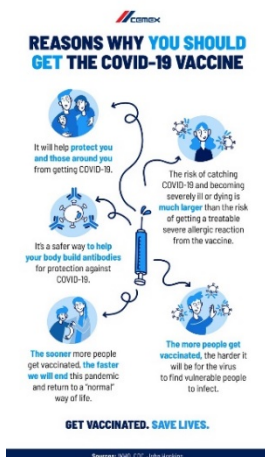 CEMEX
REASONS WHY YOU SHOULD
GET THE COVID-19 VACCINE
It will help protect you
and those around you
from getting COVID-19.
The risk of catching
COVID-19 and becoming
severely ill or dying is
much larger than the risk
of getting a treatable
severe allergic reaction
from the vaccine.
It's a safer way to help
your body build antibodies
for protection against
COVID-19.
The sooner more people
get vaccinated, the faster
we will end this pandemic
and return to a "normal"
way of life.
The more people get
vaccinated, the harder it
will be for the virus
to find vulnerable people
to infect.
GET VACCINATED. SAVE LIVES.
Sources: WHO, CDC, John Hopkins